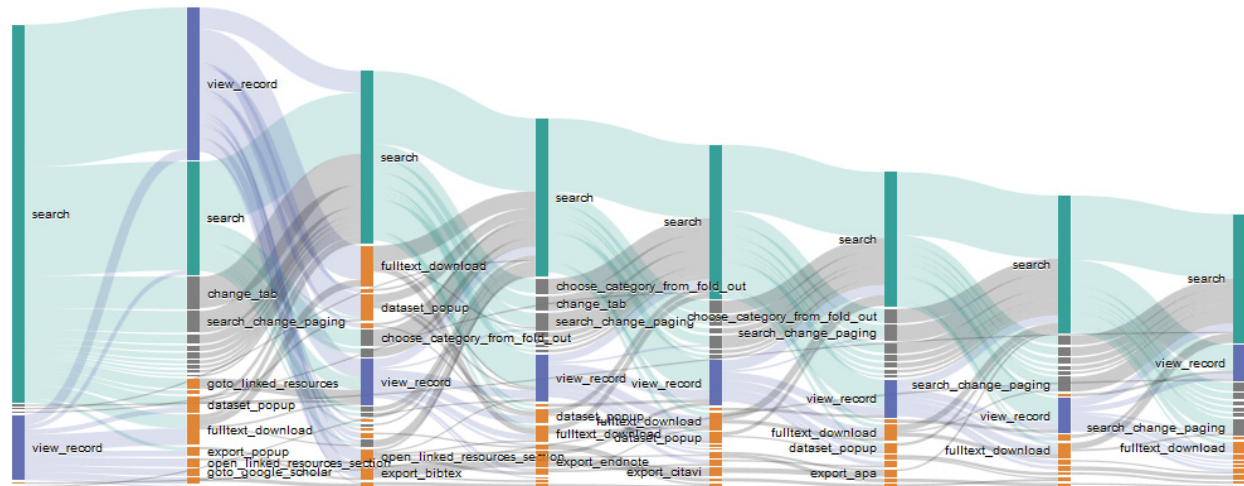 search
view_record
view_record
search
change_tab
search_change_paging
goto_linked_resources
dataset_popup
fulltext_download
export_popup
open_linked_resources_section
goto_google_scholar
search
fulltext_download
dataset_popup
choose_category_from_fold_out
view_record
open_linked_resources_section
export_bibtex
search
choose_category_from_fold_out
change_tab
search_change_paging
view_record
dataset_popup
fulltext_download
export_endnote
search
choose_category_from_fold_out
search_change_paging
view_record
fulltext_download
dataset_popup
export_citavi
search
search_change_paging
view_record
fulltext_download
dataset_popup
export_apa
search
search_change_paging
view_record
fulltext_download
search
view_record
search_change_paging
fulltext_download